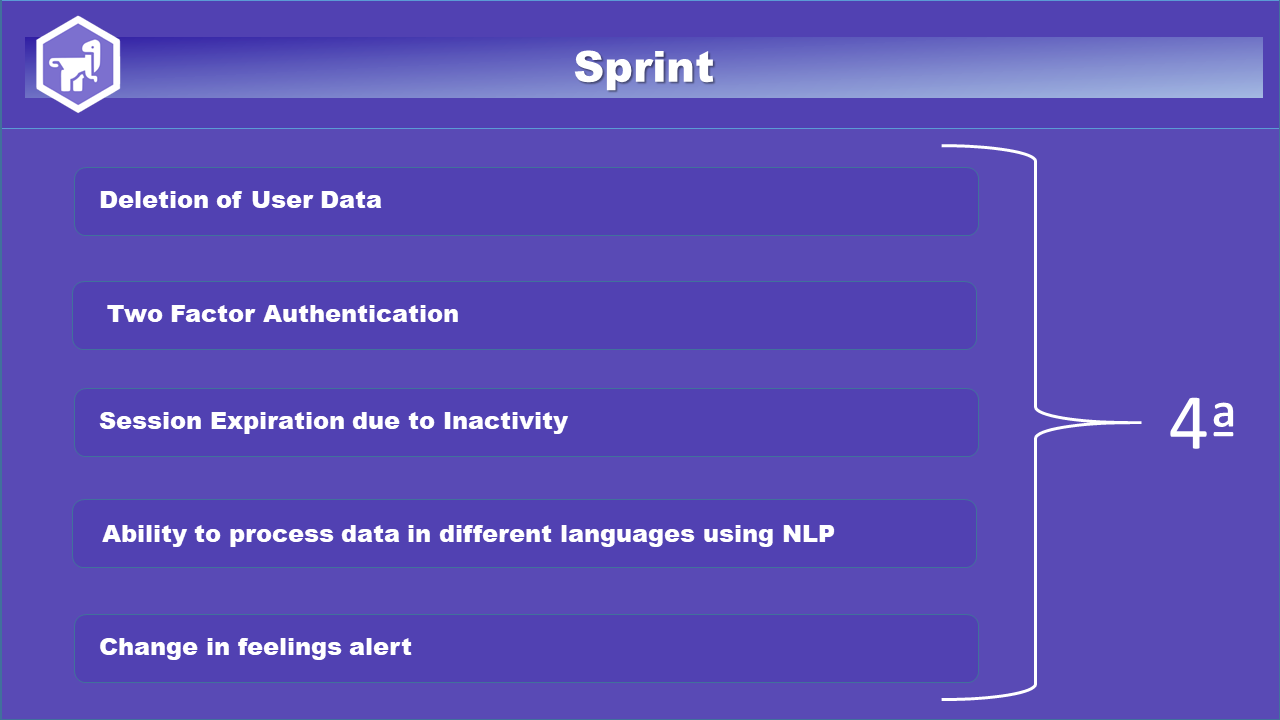 Sprint
Deletion of User Data
Two Factor Authentication
Session Expiration due to Inactivity
4ª
Ability to process data in different languages using NLP
Change in feelings alert